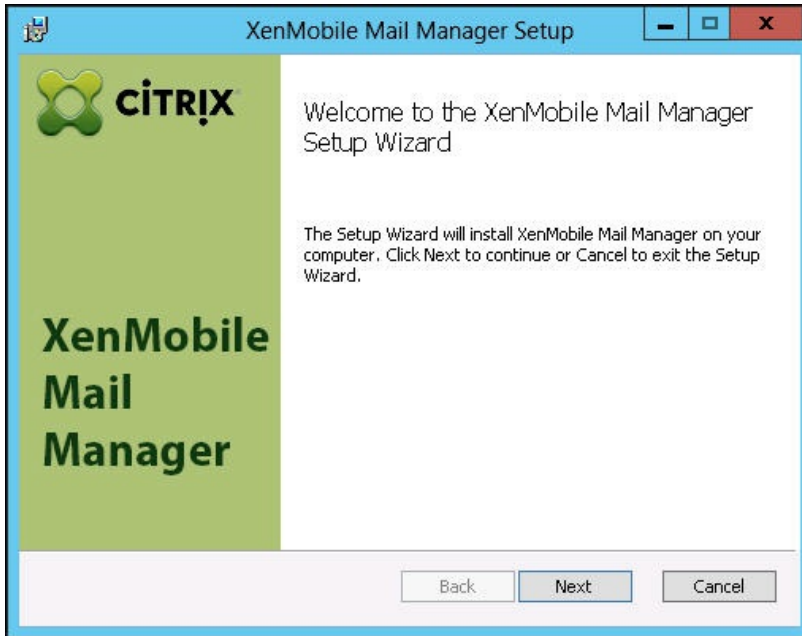 XenMobile Mail Manager Setup
CITRIX
Welcome to the XenMobile Mail Manager
Setup Wizard
The Setup Wizard will install XenMobile Mail Manager on your
computer. Click Next to continue or Cancel to exit the Setup
Wizard.
XenMobile
Mail
Manager
Back
Next
Cancel